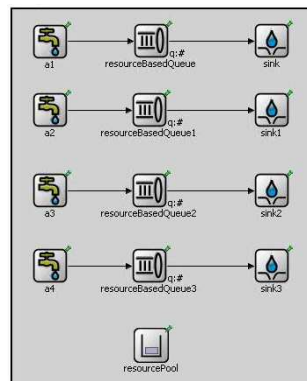 q:#
a1 resourceBasedQueue sink
q:#
a2 resourceBasedQueue1 sink1
q:#
a3 resourceBasedQueue2 sink2
q:#
a4 resourceBasedQueue3 sink3
resourcePool